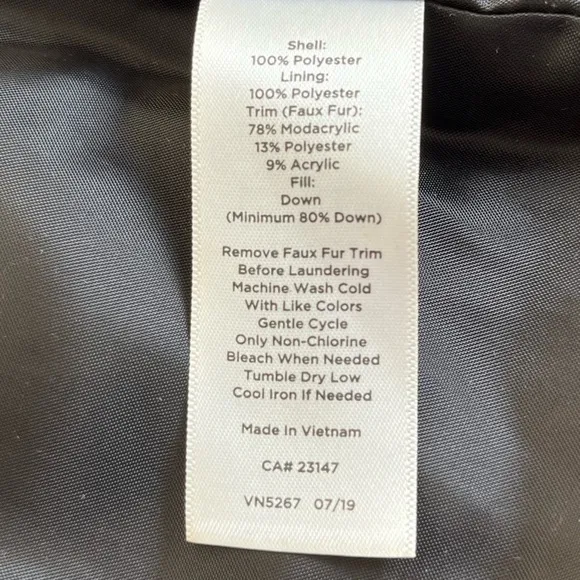 Shell:
100% Polyester
Lining:
100% Polyester
Trim (Faux Fur):
78% Modacrylic
13% Polyester
9% Acrylic
Fill:
Down
(Minimum 80% Down)
Remove Faux Fur Trim
Before Laundering
Machine Wash Cold
With Like Colors
Gentle Cycle
Only Non-Chlorine
Bleach When Needed
Tumble Dry Low
Cool Iron If Needed
Made In Vietnam
CA# 23147
VN5267 07/19